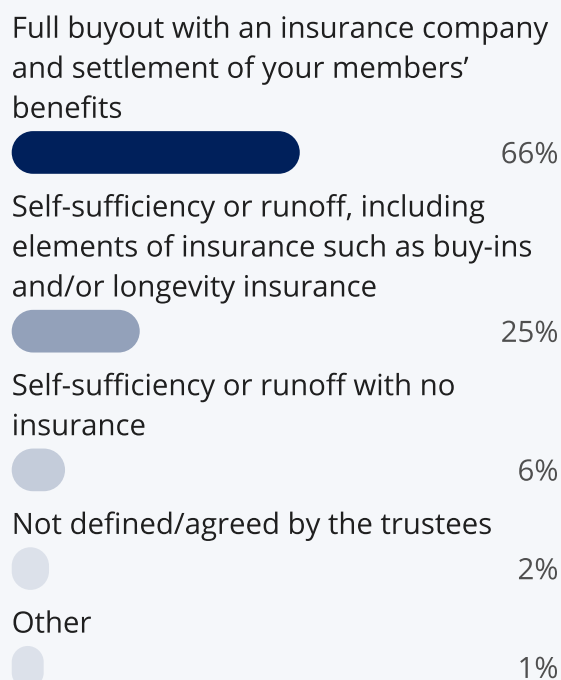 Full buyout with an insurance company
and settlement of your members’
benefits
66%
Self-sufficiency or runoff, including
elements of insurance such as buy-ins
and/or longevity insurance
25%
Self-sufficiency or runoff with no
insurance
6%
Not defined/agreed by the trustees
2%
Other
1%